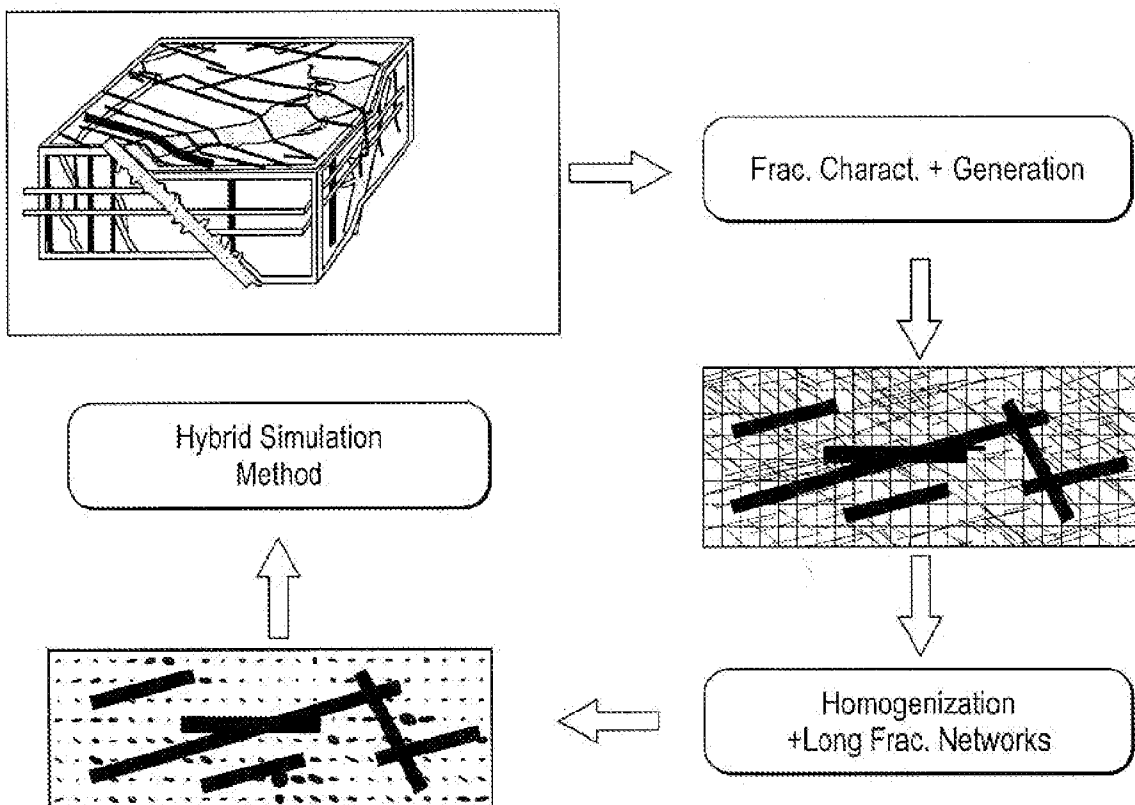 Frac. Charact. + Generation
Hybrid Simulation
Method
Homogenization
+Long Frac. Networks